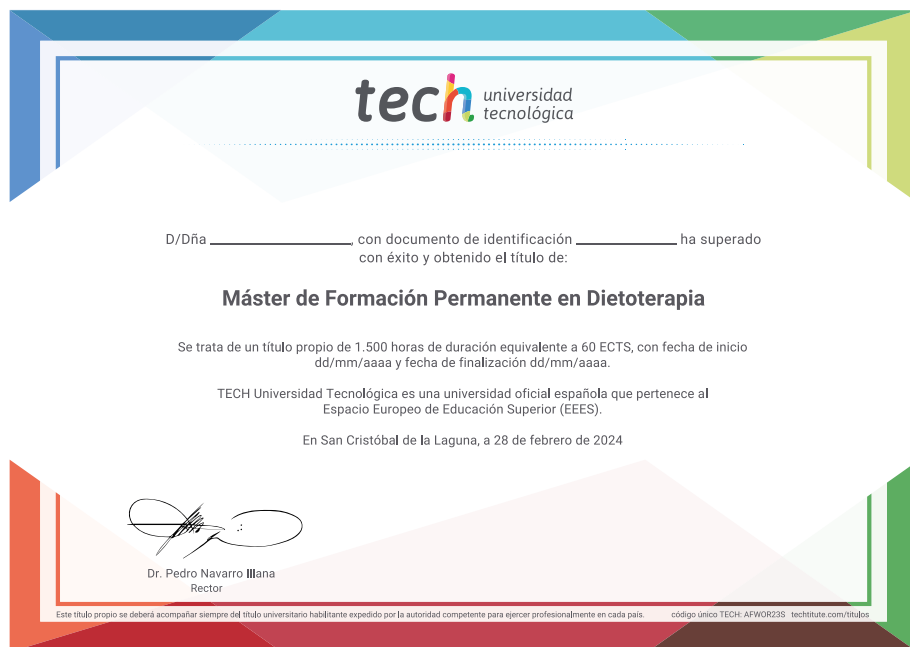 tech universidad
tecnológica
D/Dña ______________, con documento de identificación __________ ha superado
con éxito y obtenido el título de:
Máster de Formación Permanente en Dietoterapia
Se trata de un título propio de 1.500 horas de duración equivalente a 60 ECTS, con fecha de inicio
dd/mm/aaaa y fecha de finalización dd/mm/aaaa.
TECH Universidad Tecnológica es una universidad oficial española que pertenece al
Espacio Europeo de Educación Superior (EEES).
En San Cristóbal de la Laguna, a 28 de febrero de 2024
Dr. Pedro Navarro Illana
Rector
Este título propio se deberá acompañar siempre del título universitario habilitante expedido por la autoridad competente para ejercer profesionalmente en cada país. código único TECH: AFWOR23S techtitute.com/titulos